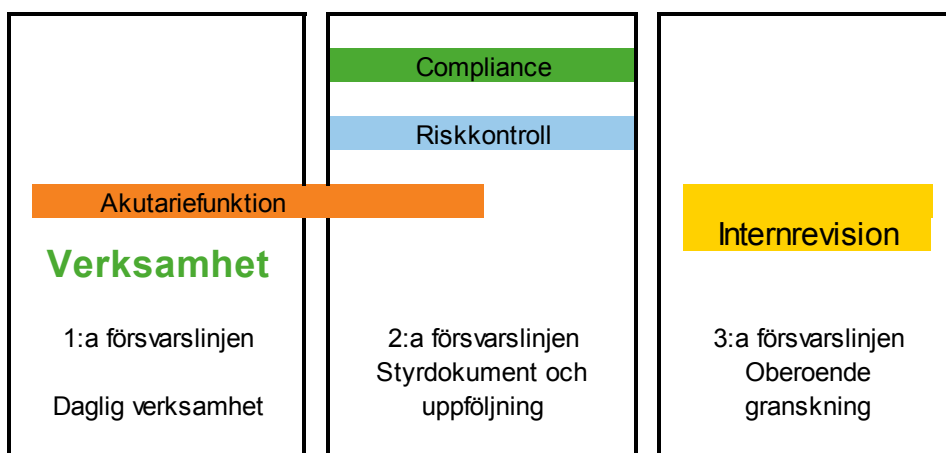 Compliance
Riskkontroll
Akutariefunktion
Internrevision
Verksamhet
1:a försvarslinjen
Daglig verksamhet
2:a försvarslinjen
Styrdokument och
uppföljning
3:a försvarslinjen
Oberoende
granskning